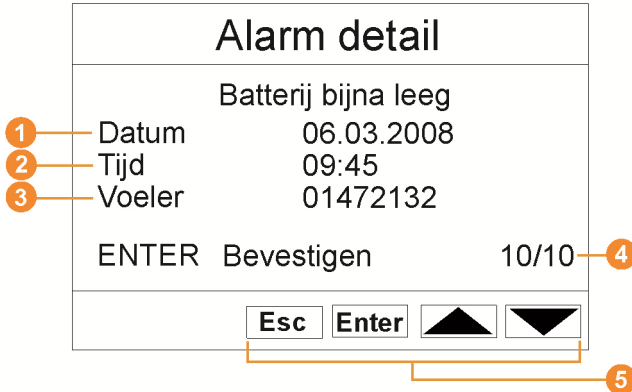 Alarm detail
Batterij bijna leeg
1 Datum 06.03.2008
2 Tijd 09:45
3 Voeler 01472132
ENTER Bevestigen 10/10 4
Esc Enter
5